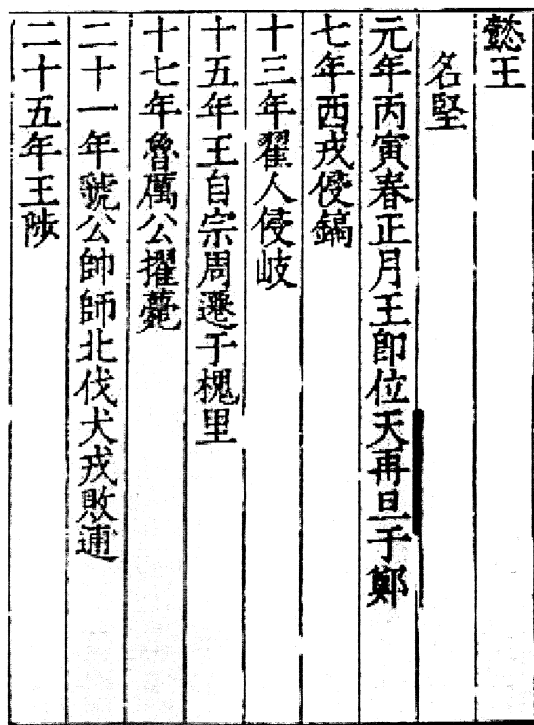 懿王
名堅
元年丙寅春正月王即位天再旦于鄭
七年西戎侵鎬
十三年翟人侵岐
十五年王自宗周遷于槐里
十七年魯厲公擢薨
二十一年虢公帥師北伐犬戎敗逋
二十五年王陟